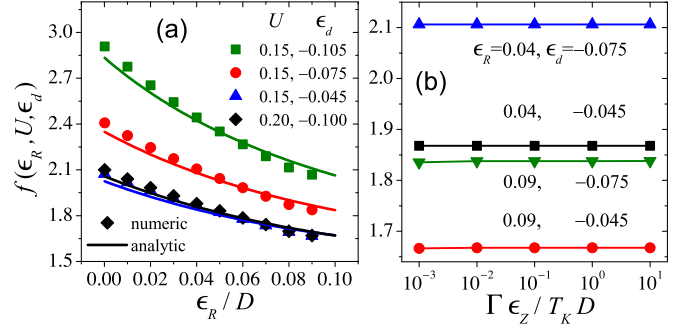 (a)
U ϵ_d
0.15, −0.105
0.15, −0.075
0.15, −0.045
0.20, −0.100
numeric
analytic
f(ϵ_R, U, ϵ_d)
3.0
2.7
2.4
2.1
1.8
1.5
0.00 0.02 0.04 0.06 0.08 0.10
ϵ_R / D
(b)
ϵ_R=0.04, ϵ_d=−0.075
0.04, −0.045
0.09, −0.075
0.09, −0.045
2.1
2.0
1.9
1.8
1.7
10^−3 10^−2 10^−1 10^0 10^1
Γ ϵ_Z / T_K D